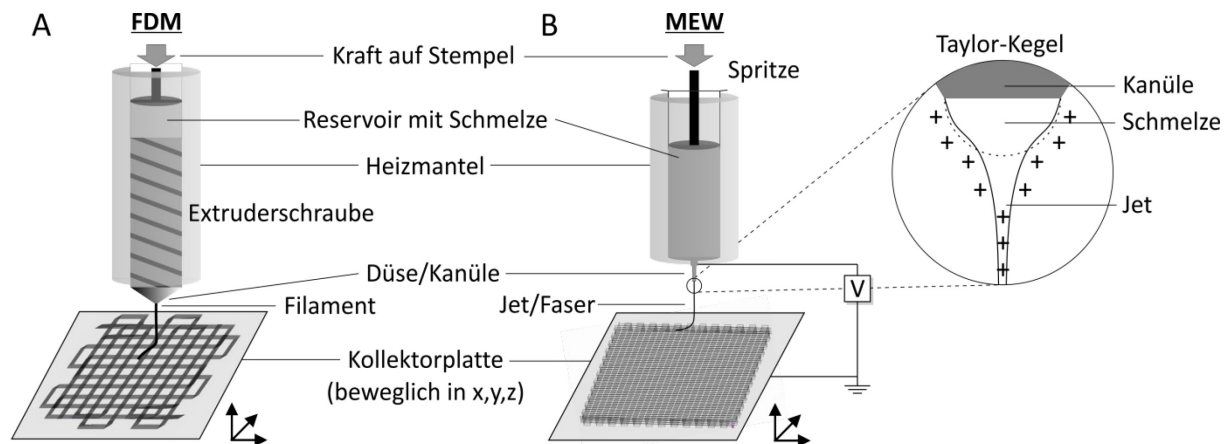 A
FDM
B
MEW
Taylor-Kegel
Kraft auf Stempel
Spritze
Kanüle
Reservoir mit Schmelze
Schmelze
Heizmantel
Extruderschraube
Jet
Düse/Kanüle
V
Filament
Jet/Faser
Kollektorplatte
(beweglich in x,y,z)
+ + + + + + + + + + +